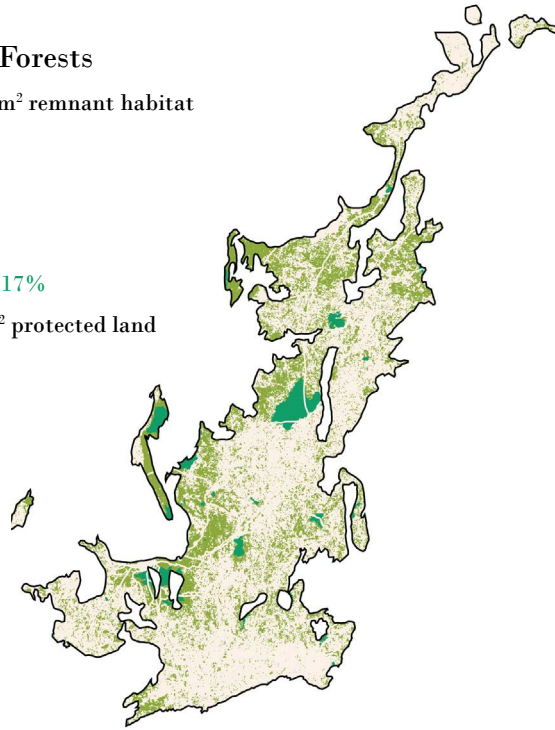 Forests
m² remnant habitat
17%
² protected land